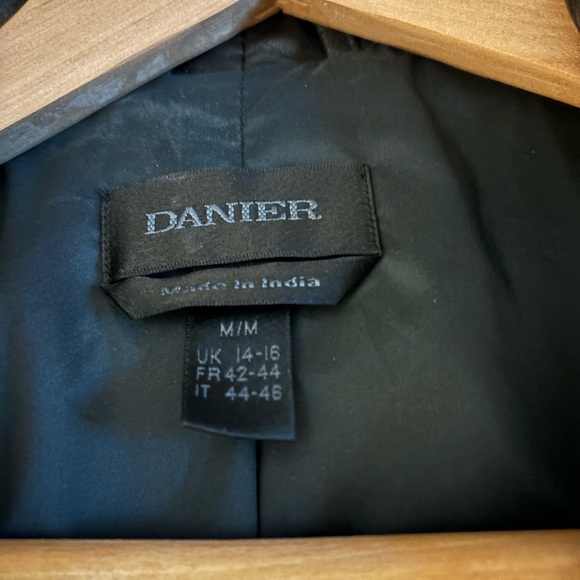 DANIER
Made in India
M/M
UK 14-16
FR 42-44
IT 44-46